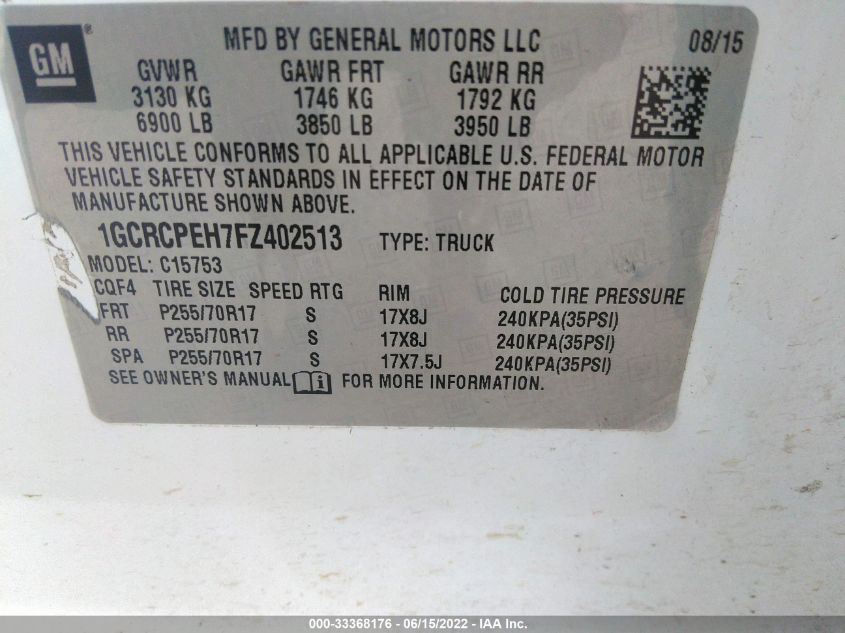 GM
MFD BY GENERAL MOTORS LLC 08/15
GVWR GAWR FRT GAWR RR
3130 KG 1746 KG 1792 KG
6900 LB 3850 LB 3950 LB
THIS VEHICLE CONFORMS TO ALL APPLICABLE U.S. FEDERAL MOTOR
VEHICLE SAFETY STANDARDS IN EFFECT ON THE DATE OF
MANUFACTURE SHOWN ABOVE.
1GCRCPEH7FZ402513 TYPE: TRUCK
MODEL: C15753
CQF4 TIRE SIZE SPEED RTG RIM COLD TIRE PRESSURE
FRT P255/70R17 S 17X8J 240KPA(35PSI)
RR P255/70R17 S 17X8J 240KPA(35PSI)
SPA P255/70R17 S 17X7.5J 240KPA(35PSI)
SEE OWNER'S MANUAL FOR MORE INFORMATION.
000-33368176 - 06/15/2022 - IAA Inc.